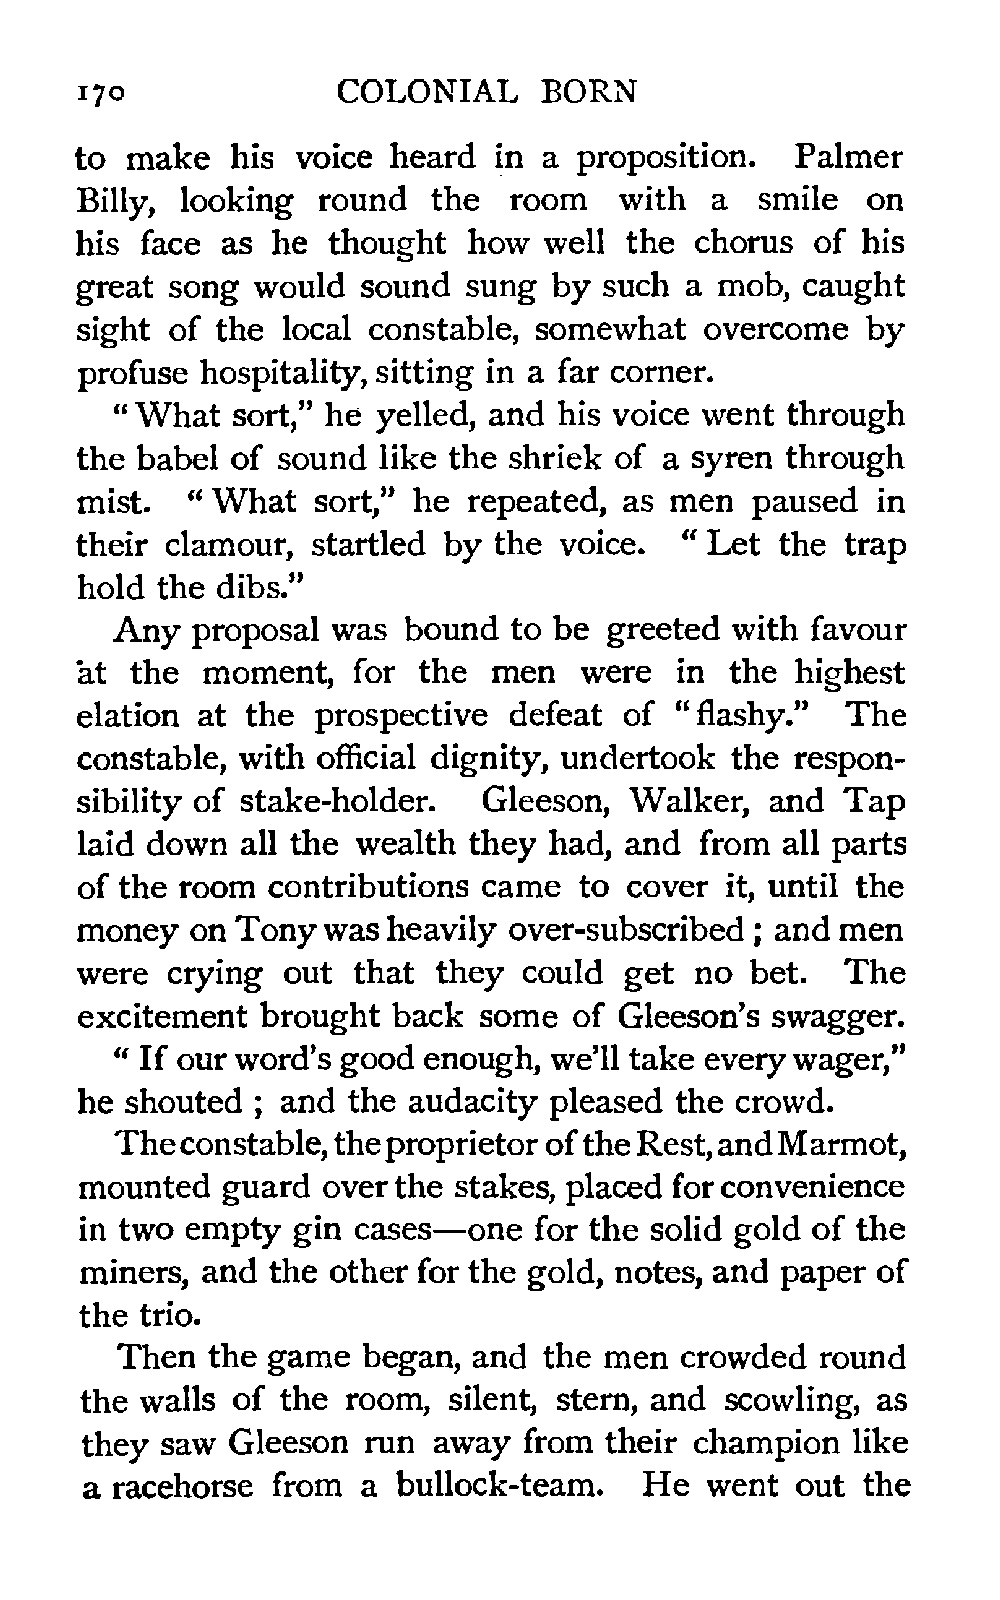 170 COLONIAL BORN
to make his voice heard in a proposition. Palmer
Billy, looking round the room with a smile on
his face as he thought how well the chorus of his
great song would sound sung by such a mob, caught
sight of the local constable, somewhat overcome by
profuse hospitality, sitting in a far corner.
“What sort,” he yelled, and his voice went through
the babel of sound like the shriek of a syren through
mist. “What sort,” he repeated, as men paused in
their clamour, startled by the voice. “Let the trap
hold the dibs.”
Any proposal was bound to be greeted with favour
at the moment, for the men were in the highest
elation at the prospective defeat of “flashy.” The
constable, with official dignity, undertook the respon-
sibility of stake-holder. Gleeson, Walker, and Tap
laid down all the wealth they had, and from all parts
of the room contributions came to cover it, until the
money on Tony was heavily over-subscribed; and men
were crying out that they could get no bet. The
excitement brought back some of Gleeson’s swagger.
“If our word’s good enough, we’ll take every wager,”
he shouted; and the audacity pleased the crowd.
The constable, the proprietor of the Rest, and Marmot,
mounted guard over the stakes, placed for convenience
in two empty gin cases—one for the solid gold of the
miners, and the other for the gold, notes, and paper of
the trio.
Then the game began, and the men crowded round
the walls of the room, silent, stern, and scowling, as
they saw Gleeson run away from their champion like
a racehorse from a bullock-team. He went out the